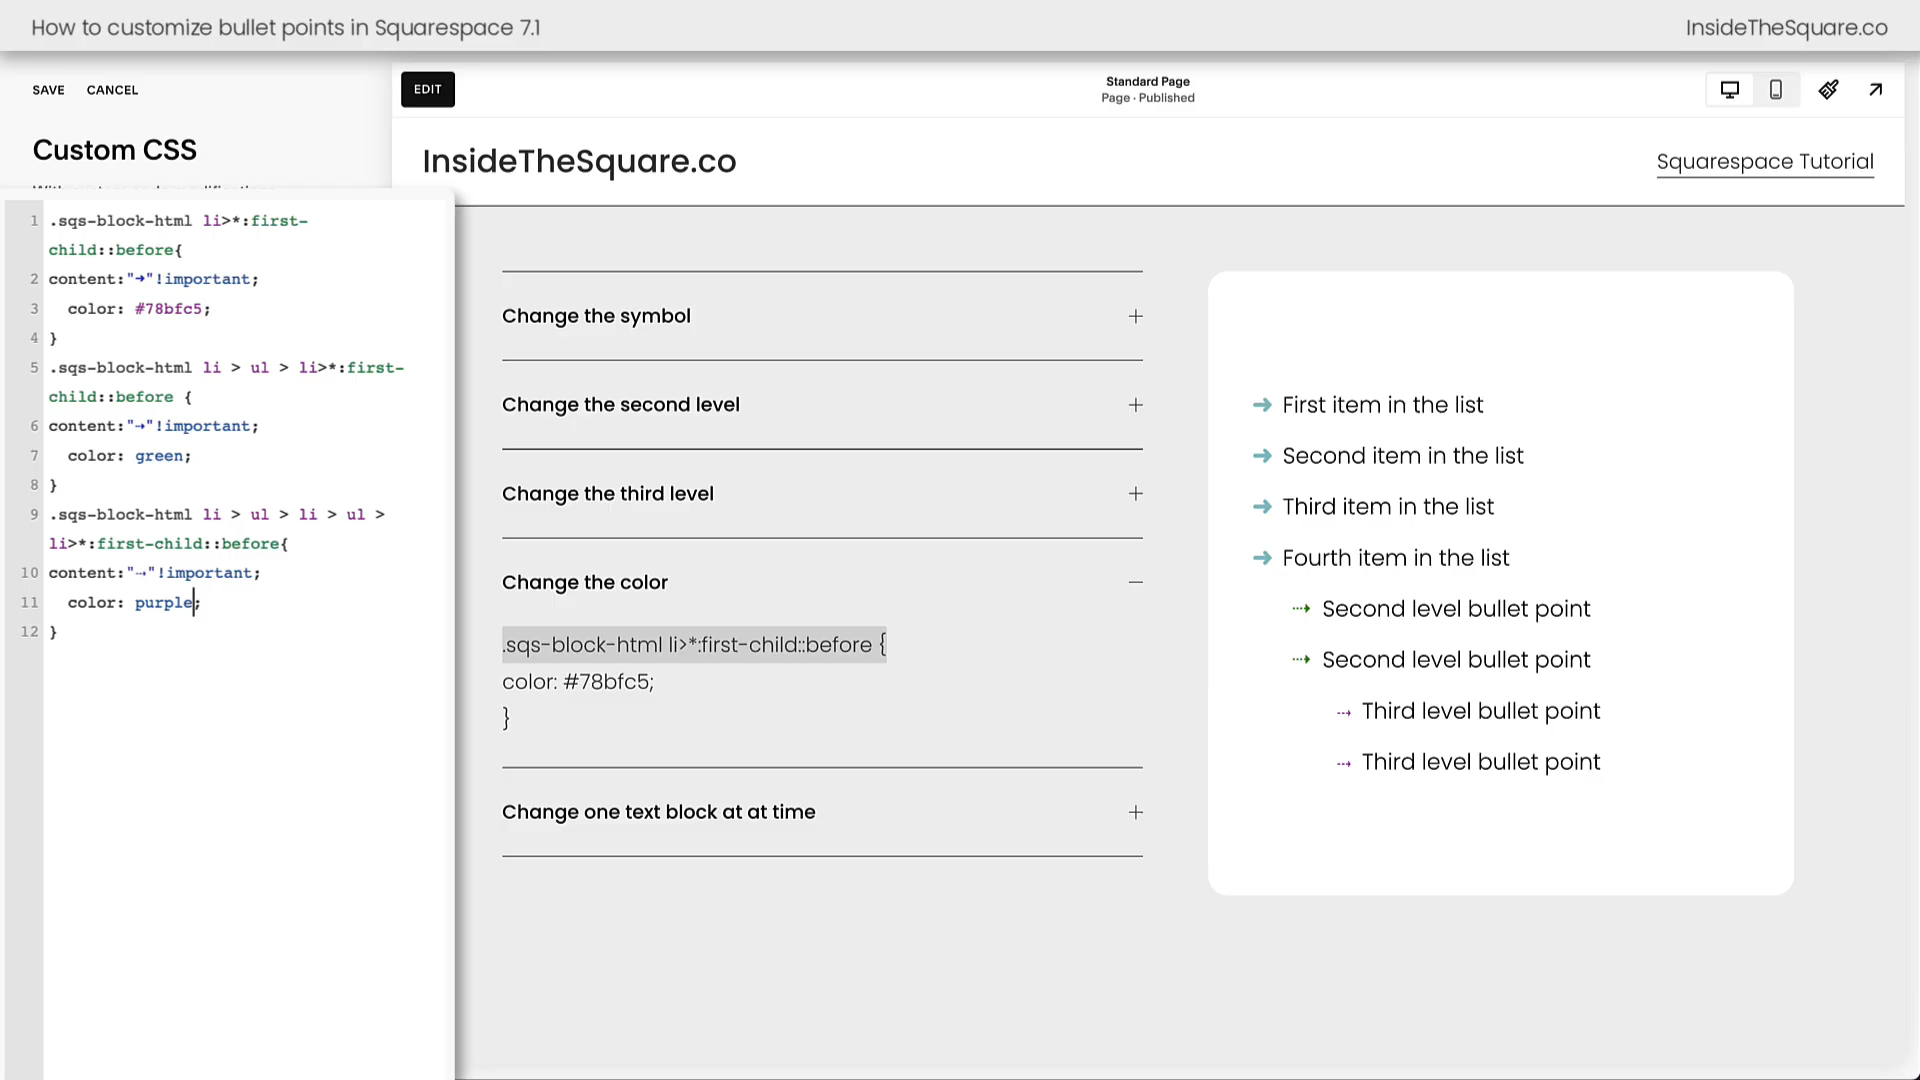 How to customize bullet points in Squarespace 7.1
InsideTheSquare.co
SAVE CANCEL
EDIT
Standard Page
Page · Published
Custom CSS
InsideTheSquare.co
Squarespace Tutorial
1 .sqs-block-html li>*:first-
child::before{
2 content:"➜"!important;
3 color: #78bfc5;
4 }
5 .sqs-block-html li > ul > li>*:first-
child::before {
6 content:"⇢"!important;
7 color: green;
8 }
9 .sqs-block-html li > ul > li > ul >
li>*:first-child::before{
10 content:"⤑"!important;
11 color: purple;
12 }
Change the symbol +
Change the second level +
Change the third level +
Change the color −
.sqs-block-html li>*:first-child::before {
color: #78bfc5;
}
Change one text block at at time +
➜ First item in the list
➜ Second item in the list
➜ Third item in the list
➜ Fourth item in the list
⇢ Second level bullet point
⇢ Second level bullet point
⤑ Third level bullet point
⤑ Third level bullet point